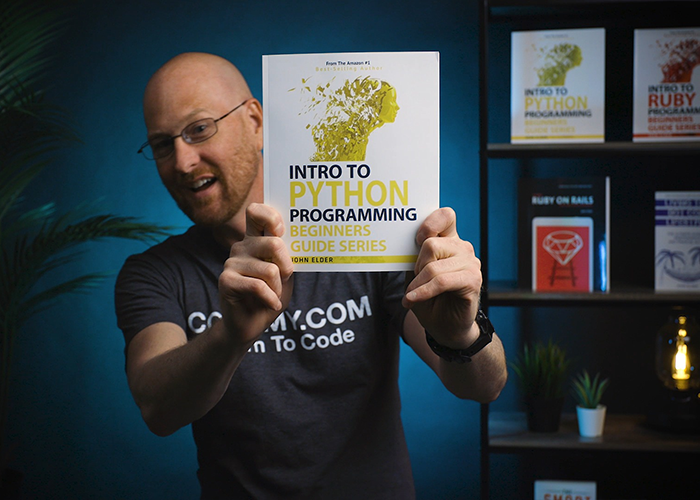 From The Amazon #1
Best-Selling Author
INTRO TO
PYTHON
PROGRAMMING
BEGINNERS
GUIDE SERIES
JOHN ELDER
.COM
To Code
INTRO TO
PYTHON
PROGRAMMING
BEGINNERS
GUIDE SERIES
INTRO TO
RUBY
PROGRAMMING
BEGINNERS
GUIDE SERIES
RUBY ON RAILS